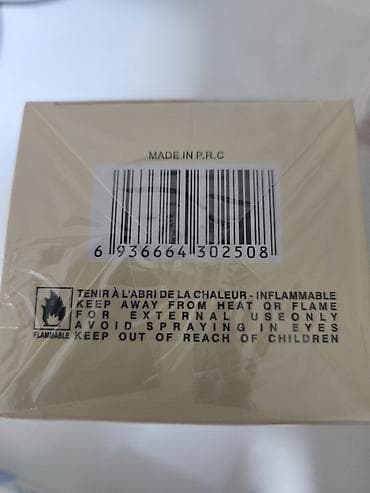 MADE IN P.R.C
6 936664 302508
TENIR À L'ABRI DE LA CHALEUR - INFLAMMABLE
KEEP AWAY FROM HEAT OR FLAME
FOR EXTERNAL USEONLY
AVOID SPRAYING IN EYES
FLAMMABLE KEEP OUT OF REACH OF CHILDREN